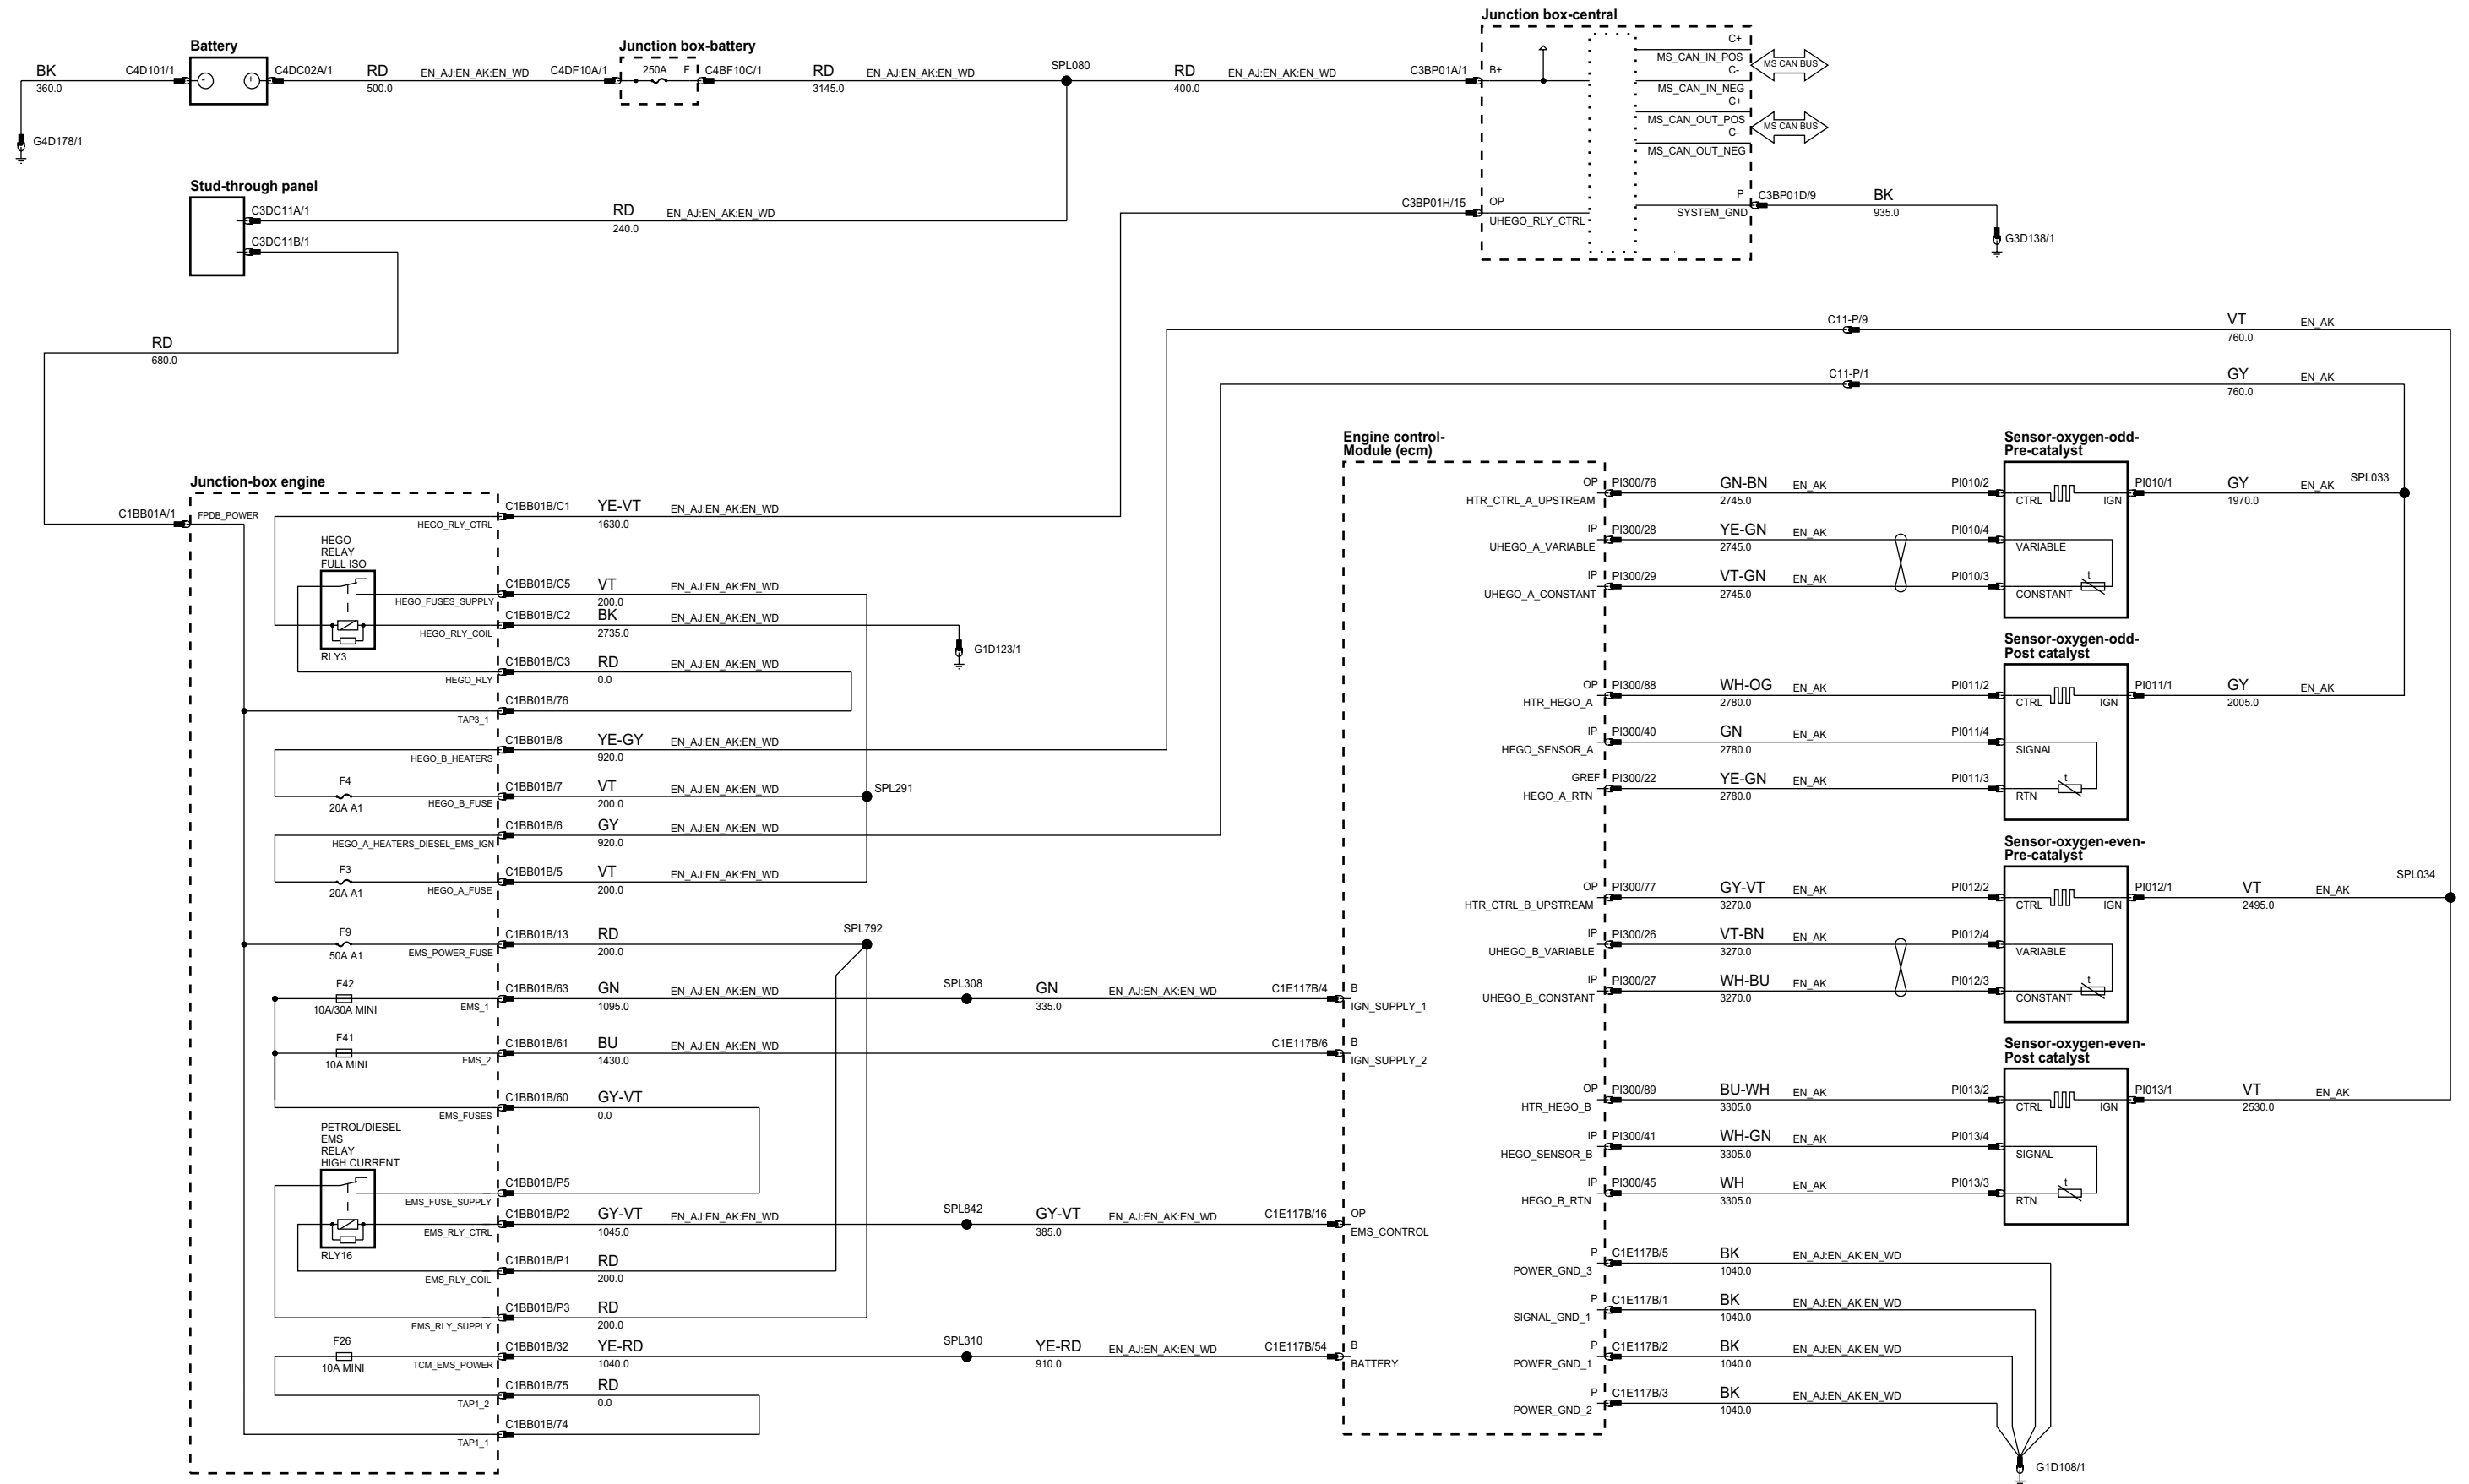 Junction box-central
Battery
Junction box-battery
BK
360.0
C4D101/1
-
+
C4DC02A/1
RD
500.0
EN_AJ:EN_AK:EN_WD
C4DF10A/1
250A
F
C4BF10C/1
RD
3145.0
EN_AJ:EN_AK:EN_WD
SPL080
RD
400.0
EN_AJ:EN_AK:EN_WD
C3BP01A/1
B+
C+
MS_CAN_IN_POS
C-
MS_CAN_IN_NEG
MS CAN BUS
C+
MS_CAN_OUT_POS
C-
MS_CAN_OUT_NEG
MS CAN BUS
G4D178/1
Stud-through panel
C3DC11A/1
RD
240.0
EN_AJ:EN_AK:EN_WD
C3DC11B/1
C3BP01H/15
OP
UHEGO_RLY_CTRL
P
SYSTEM_GND
C3BP01D/9
BK
935.0
G3D138/1
RD
680.0
C11-P/9
VT
760.0
EN_AK
C11-P/1
GY
760.0
EN_AK
Junction-box engine
C1BB01A/1
FPDB_POWER
C1BB01B/C1
YE-VT
1630.0
EN_AJ:EN_AK:EN_WD
HEGO_RLY_CTRL
HEGO
RELAY
FULL ISO
RLY3
C1BB01B/C5
VT
200.0
EN_AJ:EN_AK:EN_WD
HEGO_FUSES_SUPPLY
C1BB01B/C2
BK
2735.0
EN_AJ:EN_AK:EN_WD
HEGO_RLY_COIL
G1D123/1
C1BB01B/C3
RD
0.0
EN_AJ:EN_AK:EN_WD
HEGO_RLY
C1BB01B/76
TAP3_1
C1BB01B/8
YE-GY
920.0
EN_AJ:EN_AK:EN_WD
HEGO_B_HEATERS
F4
20A A1
C1BB01B/7
VT
200.0
EN_AJ:EN_AK:EN_WD
HEGO_B_FUSE
SPL291
C1BB01B/6
GY
920.0
EN_AJ:EN_AK:EN_WD
HEGO_A_HEATERS_DIESEL_EMS_IGN
F3
20A A1
C1BB01B/5
VT
200.0
EN_AJ:EN_AK:EN_WD
HEGO_A_FUSE
F9
50A A1
C1BB01B/13
RD
200.0
EMS_POWER_FUSE
SPL792
F42
10A/30A MINI
C1BB01B/63
GN
1095.0
EN_AJ:EN_AK:EN_WD
EMS_1
SPL308
GN
335.0
EN_AJ:EN_AK:EN_WD
C1E117B/4
B
IGN_SUPPLY_1
F41
10A MINI
C1BB01B/61
BU
1430.0
EN_AJ:EN_AK:EN_WD
EMS_2
C1E117B/6
B
IGN_SUPPLY_2
C1BB01B/60
GY-VT
0.0
EMS_FUSES
PETROL/DIESEL
EMS
RELAY
HIGH CURRENT
RLY16
C1BB01B/P5
EMS_FUSE_SUPPLY
C1BB01B/P2
GY-VT
1045.0
EN_AJ:EN_AK:EN_WD
EMS_RLY_CTRL
SPL842
GY-VT
385.0
EN_AJ:EN_AK:EN_WD
C1E117B/16
OP
EMS_CONTROL
C1BB01B/P1
RD
200.0
EMS_RLY_COIL
C1BB01B/P3
RD
200.0
EMS_RLY_SUPPLY
F26
10A MINI
C1BB01B/32
YE-RD
1040.0
TCM_EMS_POWER
SPL310
YE-RD
910.0
EN_AJ:EN_AK:EN_WD
C1E117B/54
B
BATTERY
C1BB01B/75
RD
0.0
TAP1_2
C1BB01B/74
TAP1_1
Engine control-
Module (ecm)
Sensor-oxygen-odd-
Pre-catalyst
OP
HTR_CTRL_A_UPSTREAM
PI300/76
GN-BN
2745.0
EN_AK
PI010/2
CTRL
IGN
PI010/1
GY
1970.0
EN_AK
SPL033
IP
UHEGO_A_VARIABLE
PI300/28
YE-GN
2745.0
EN_AK
PI010/4
VARIABLE
IP
UHEGO_A_CONSTANT
PI300/29
VT-GN
2745.0
EN_AK
PI010/3
CONSTANT
t
Sensor-oxygen-odd-
Post catalyst
OP
HTR_HEGO_A
PI300/88
WH-OG
2780.0
EN_AK
PI011/2
CTRL
IGN
PI011/1
GY
2005.0
EN_AK
IP
HEGO_SENSOR_A
PI300/40
GN
2780.0
EN_AK
PI011/4
SIGNAL
GREF
HEGO_A_RTN
PI300/22
YE-GN
2780.0
EN_AK
PI011/3
RTN
t
Sensor-oxygen-even-
Pre-catalyst
OP
HTR_CTRL_B_UPSTREAM
PI300/77
GY-VT
3270.0
EN_AK
PI012/2
CTRL
IGN
PI012/1
VT
2495.0
EN_AK
SPL034
IP
UHEGO_B_VARIABLE
PI300/26
VT-BN
3270.0
EN_AK
PI012/4
VARIABLE
IP
UHEGO_B_CONSTANT
PI300/27
WH-BU
3270.0
EN_AK
PI012/3
CONSTANT
t
Sensor-oxygen-even-
Post catalyst
OP
HTR_HEGO_B
PI300/89
BU-WH
3305.0
EN_AK
PI013/2
CTRL
IGN
PI013/1
VT
2530.0
EN_AK
IP
HEGO_SENSOR_B
PI300/41
WH-GN
3305.0
EN_AK
PI013/4
SIGNAL
IP
HEGO_B_RTN
PI300/45
WH
3305.0
EN_AK
PI013/3
RTN
t
P
POWER_GND_3
C1E117B/5
BK
1040.0
EN_AJ:EN_AK:EN_WD
P
SIGNAL_GND_1
C1E117B/1
BK
1040.0
EN_AJ:EN_AK:EN_WD
P
POWER_GND_1
C1E117B/2
BK
1040.0
EN_AJ:EN_AK:EN_WD
P
POWER_GND_2
C1E117B/3
BK
1040.0
EN_AJ:EN_AK:EN_WD
G1D108/1